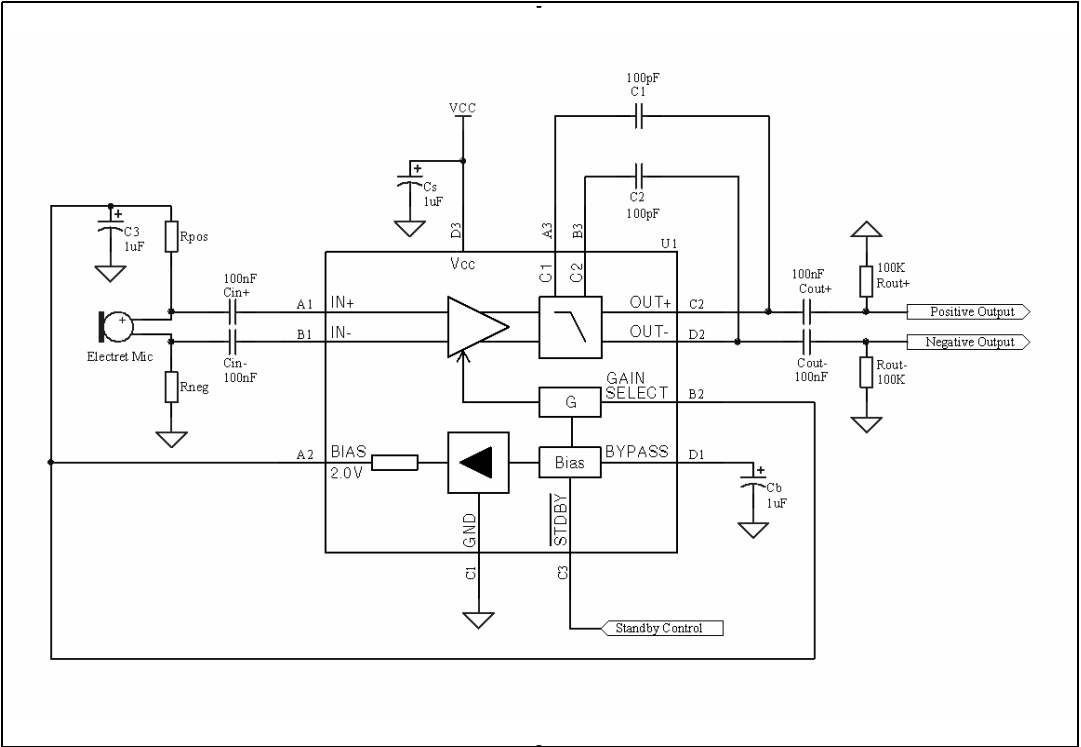 100pF
C1
VCC
Cs
1uF
C2
100pF
D3
A3
B3
U1
C3
1uF
Rpos
Vcc
C1
C2
100nF
Cin+
A1
IN+
OUT+
C2
100nF
Cout+
100K
Rout+
Positive Output
B1
IN-
OUT-
D2
Negative Output
Electret Mic
Cin-
100nF
Cout-
100nF
Rout-
100K
Rneg
GAIN
SELECT
B2
G
A2
BIAS
2.0V
Bias
BYPASS
D1
Cb
1uF
GND
STDBY
C1
C3
Standby Control